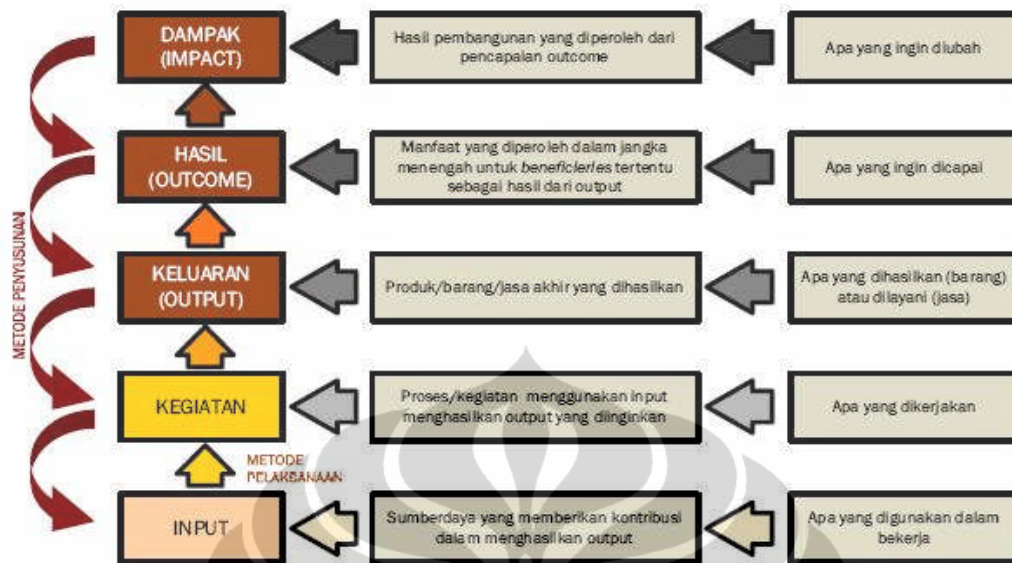 DAMPAK
(IMPACT)
Hasil pembangunan yang diperoleh dari
pencapaian outcome
Apa yang ingin diubah
HASIL
(OUTCOME)
Manfaat yang diperoleh dalam jangka
menengah untuk beneficieries tertentu
sebagai hasil dari output
Apa yang ingin dicapai
METODE PENYUSUNAN
KELUARAN
(OUTPUT)
Produk/barang/jasa akhir yang dihasilkan
Apa yang dihasilkan (barang)
atau dilayani (jasa)
KEGIATAN
Proses/kegiatan menggunakan input
menghasilkan output yang diinginkan
Apa yang dikerjakan
METODE
PELAKSANAAN
INPUT
Sumberdaya yang memberikan kontribusi
dalam menghasilkan output
Apa yang digunakan dalam
bekerja